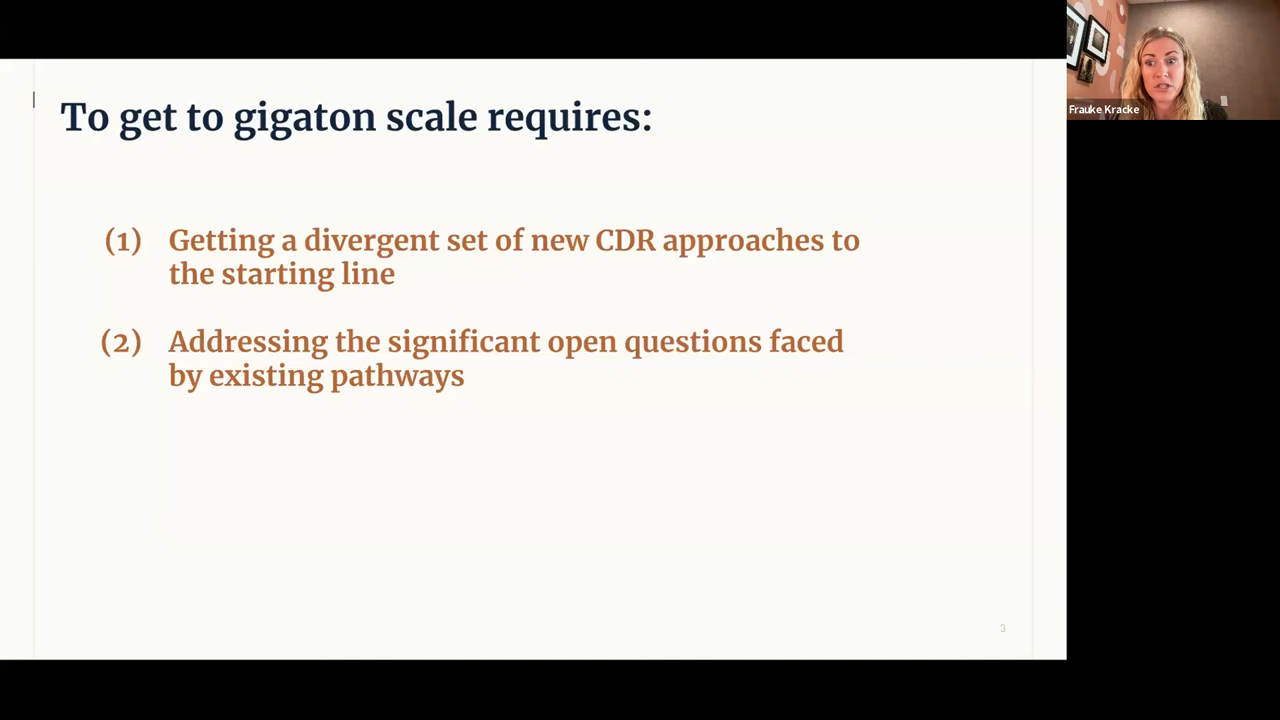 To get to gigaton scale requires:
(1) Getting a divergent set of new CDR approaches to
the starting line
(2) Addressing the significant open questions faced
by existing pathways
3
Frauke Kracke